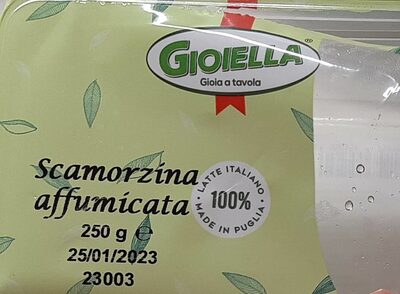 GIOIELLA
®
Gioia a tavola
Scamorzina
affumicata
LATTE ITALIANO
100%
MADE IN PUGLIA
250 g ℮
25/01/2023
23003